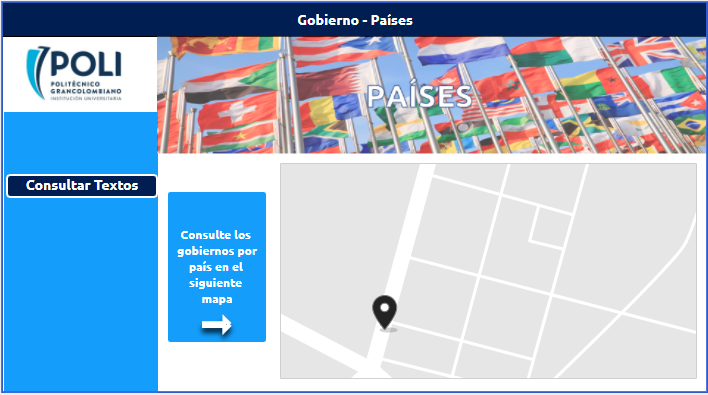 Gobierno - Países
POLI
POLITÉCNICO
GRANCOLOMBIANO
INSTITUCIÓN UNIVERSITARIA
PAÍSES
Consultar Textos
Consulte los
gobiernos por
país en el
siguiente
mapa